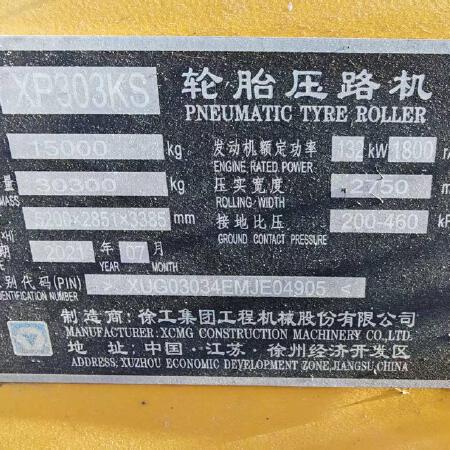 XP303KS 轮胎压路机
PNEUMATIC TYRE ROLLER
15000 kg 发动机额定功率 132 kW 1800 r/
ENGINE RATED POWER
量 30300 kg 压实宽度 2750 m
MASS ROLLING-WIDTH
5200×2851×3385 mm 接地比压 200-460 kP
×H) GROUND CONTACT PRESSURE
期 2021 年 07 月
YEAR MONTH
别代码(PIN) > XUG03034EMJE04905 <
IDENTIFICATION NUMBER
制造商:徐工集团工程机械股份有限公司
MANUFACTURER: XCMG CONSTRUCTION MACHINERY CO.,LTD.
地 址:中国·江苏·徐州经济开发区
ADDRESS: XUZHOU ECONOMIC DEVELOPMENT ZONE, JIANGSU, CHINA